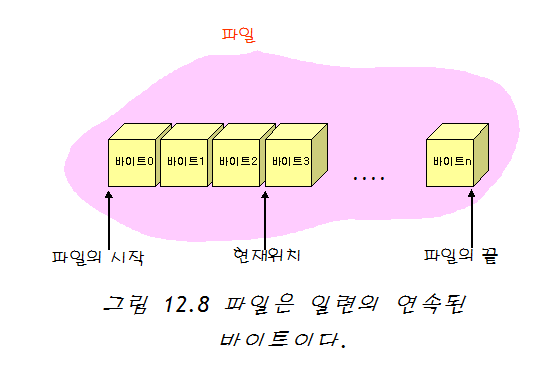 파일
바이트0 바이트1 바이트2 바이트3 .... 바이트n
파일의 시작 현재위치 파일의 끝
그림 12.8 파일은 일련의 연속된
바이트이다.